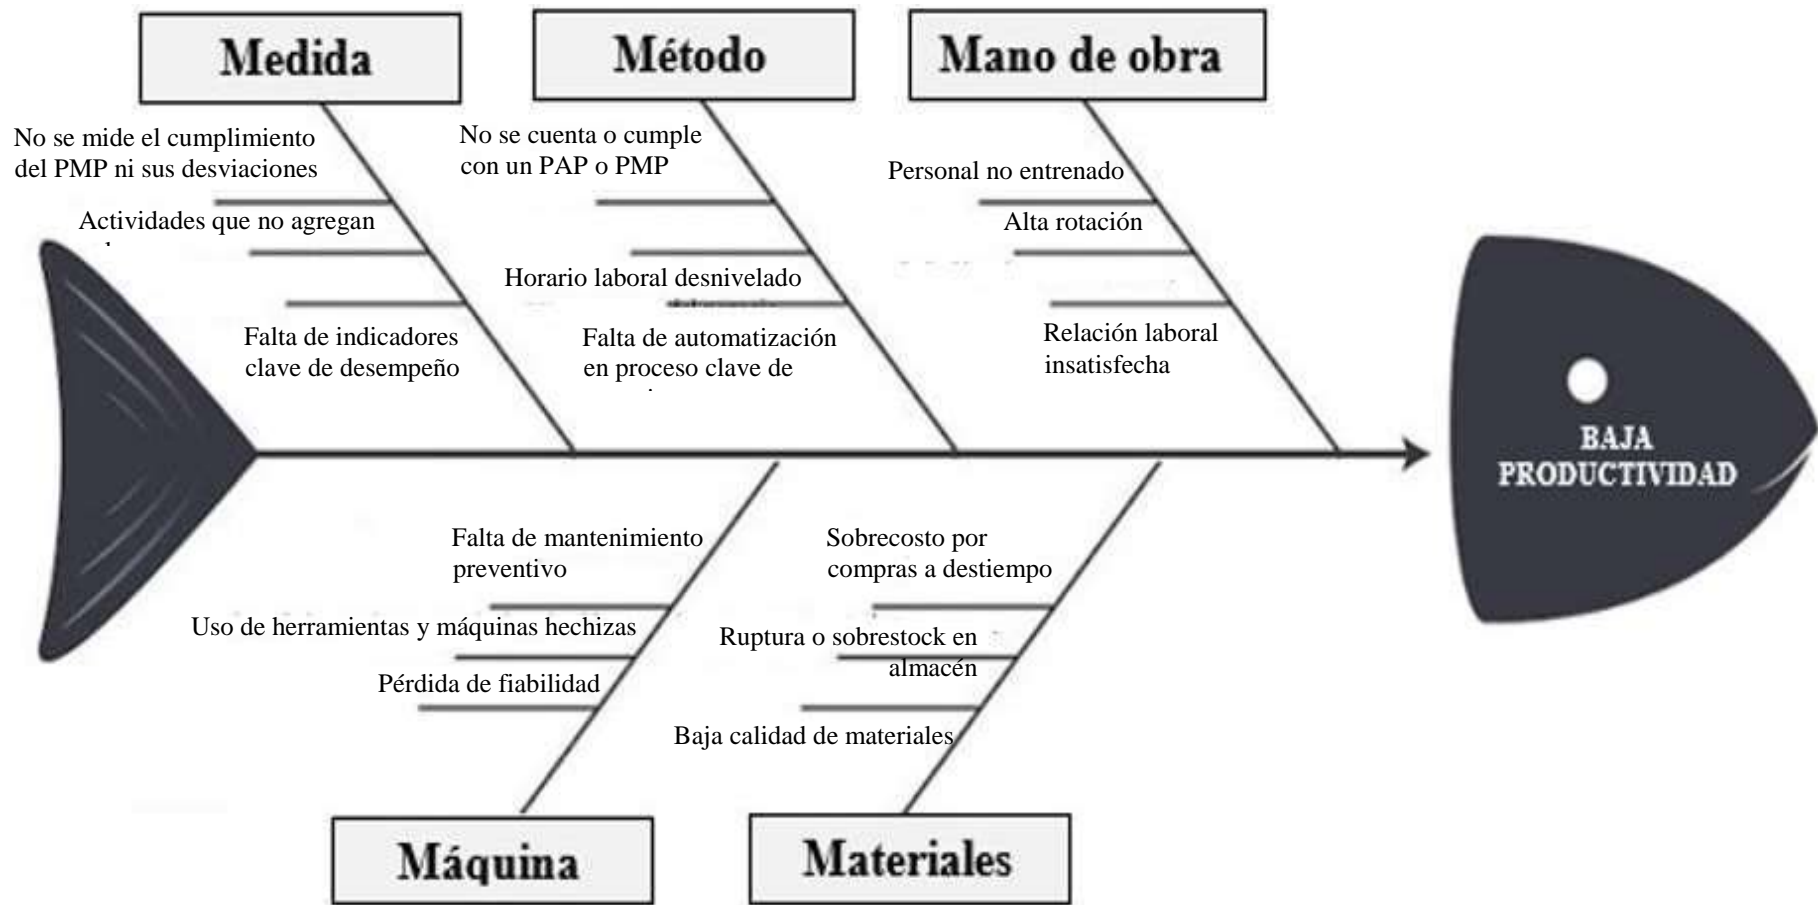 Medida
Método
Mano de obra
No se mide el cumplimiento
del PMP ni sus desviaciones
Actividades que no agregan
Falta de indicadores
clave de desempeño
No se cuenta o cumple
con un PAP o PMP
Horario laboral desnivelado
Falta de automatización
en proceso clave de
Personal no entrenado
Alta rotación
Relación laboral
insatisfecha
BAJA
PRODUCTIVIDAD
Falta de mantenimiento
preventivo
Uso de herramientas y máquinas hechizas
Pérdida de fiabilidad
Sobrecosto por
compras a destiempo
Ruptura o sobrestock en
almacén
Baja calidad de materiales
Máquina
Materiales